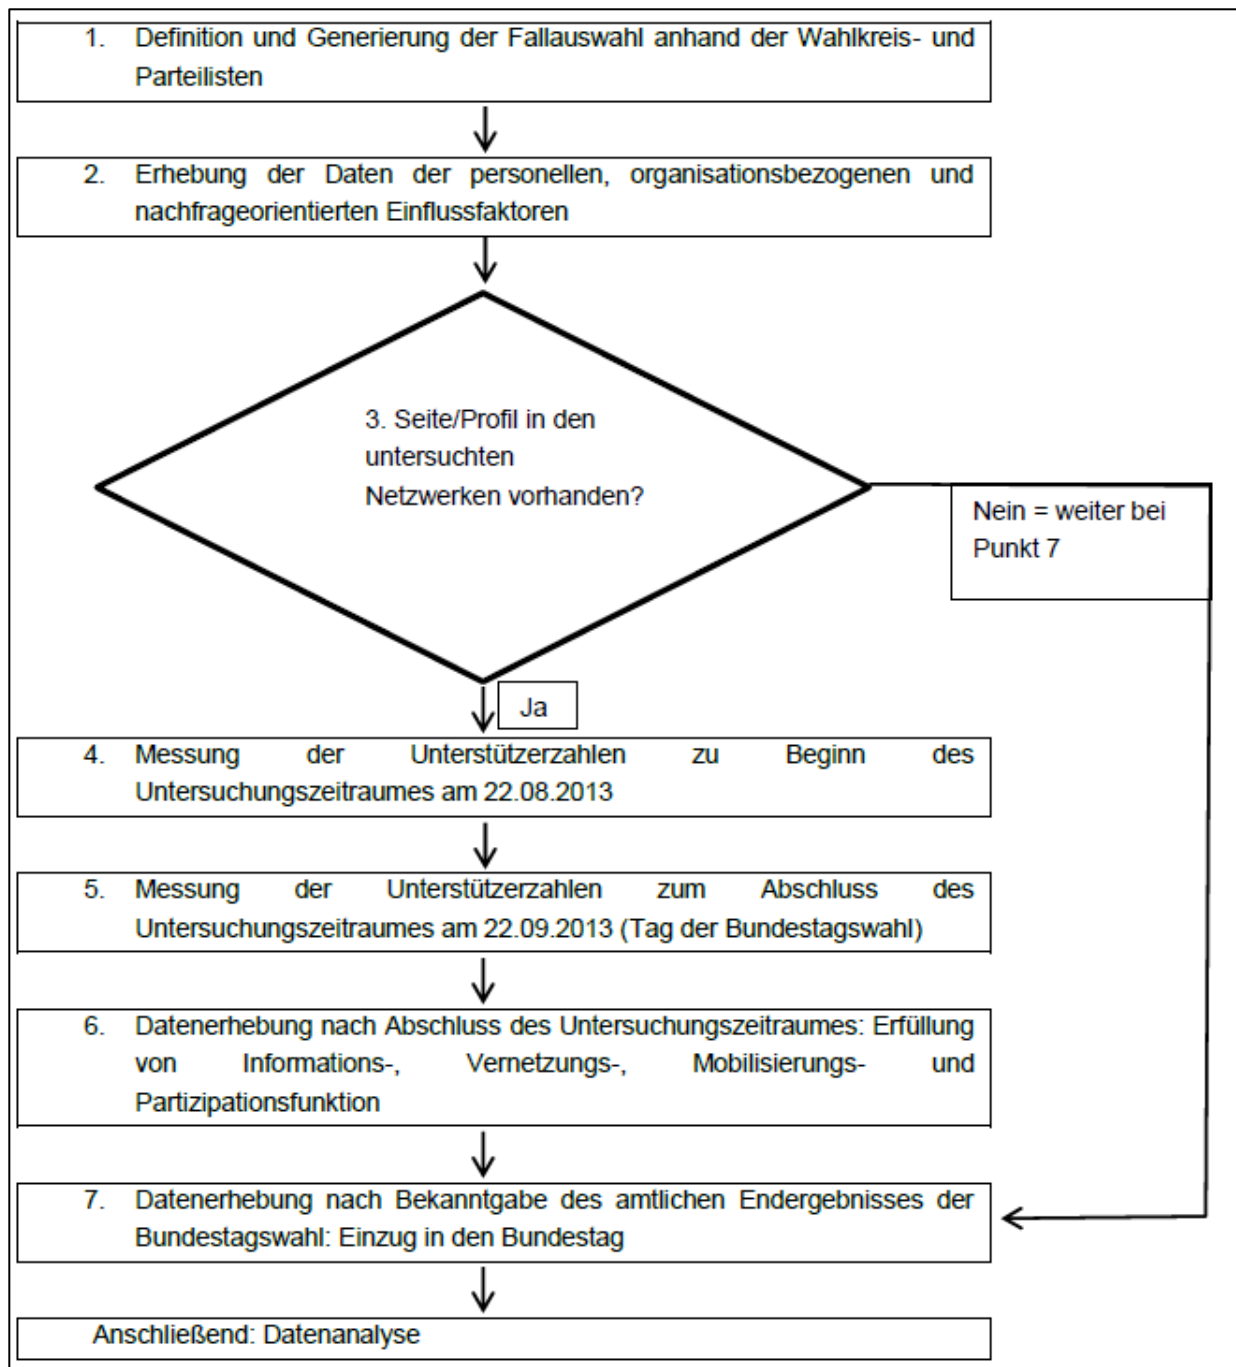 1. Definition und Generierung der Fallauswahl anhand der Wahlkreis- und
Parteilisten
2. Erhebung der Daten der personellen, organisationsbezogenen und
nachfrageorientierten Einflussfaktoren
3. Seite/Profil in den
untersuchten
Netzwerken vorhanden?
Nein = weiter bei
Punkt 7
Ja
4. Messung der Unterstützerzahlen zu Beginn des
Untersuchungszeitraumes am 22.08.2013
5. Messung der Unterstützerzahlen zum Abschluss des
Untersuchungszeitraumes am 22.09.2013 (Tag der Bundestagswahl)
6. Datenerhebung nach Abschluss des Untersuchungszeitraumes: Erfüllung
von Informations-, Vernetzungs-, Mobilisierungs- und
Partizipationsfunktion
7. Datenerhebung nach Bekanntgabe des amtlichen Endergebnisses der
Bundestagswahl: Einzug in den Bundestag
Anschließend: Datenanalyse